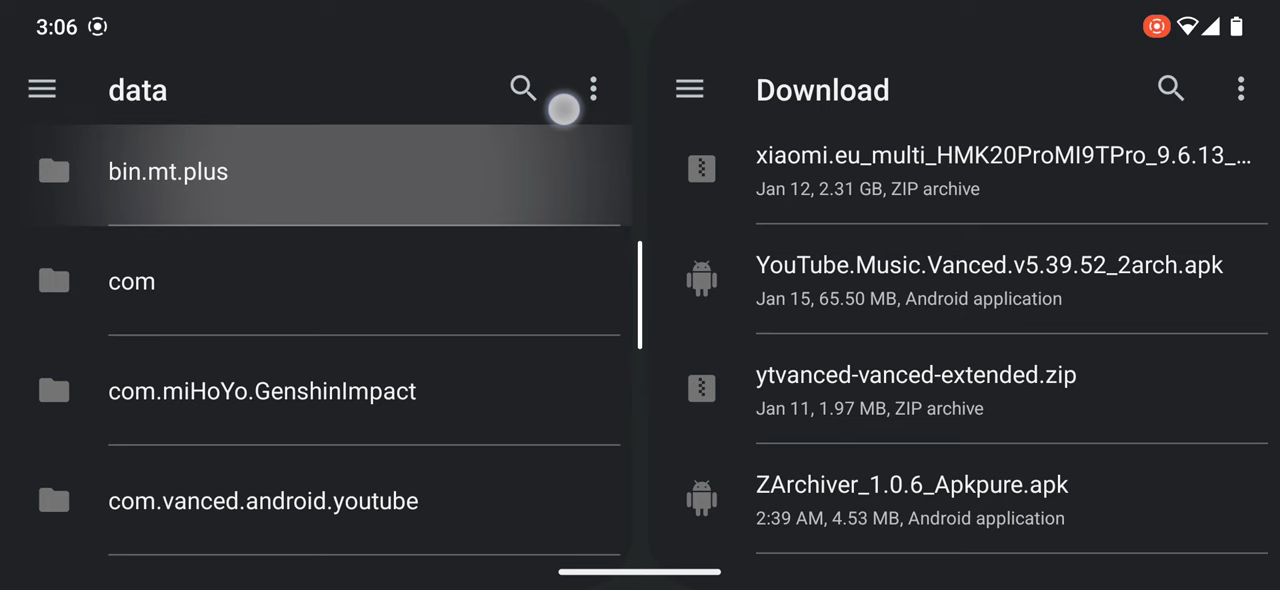 3:06
data
bin.mt.plus
com
com.miHoYo.GenshinImpact
com.vanced.android.youtube
Download
xiaomi.eu_multi_HMK20ProMI9TPro_9.6.13_...
Jan 12, 2.31 GB, ZIP archive
YouTube.Music.Vanced.v5.39.52_2arch.apk
Jan 15, 65.50 MB, Android application
ytvanced-vanced-extended.zip
Jan 11, 1.97 MB, ZIP archive
ZArchiver_1.0.6_Apkpure.apk
2:39 AM, 4.53 MB, Android application